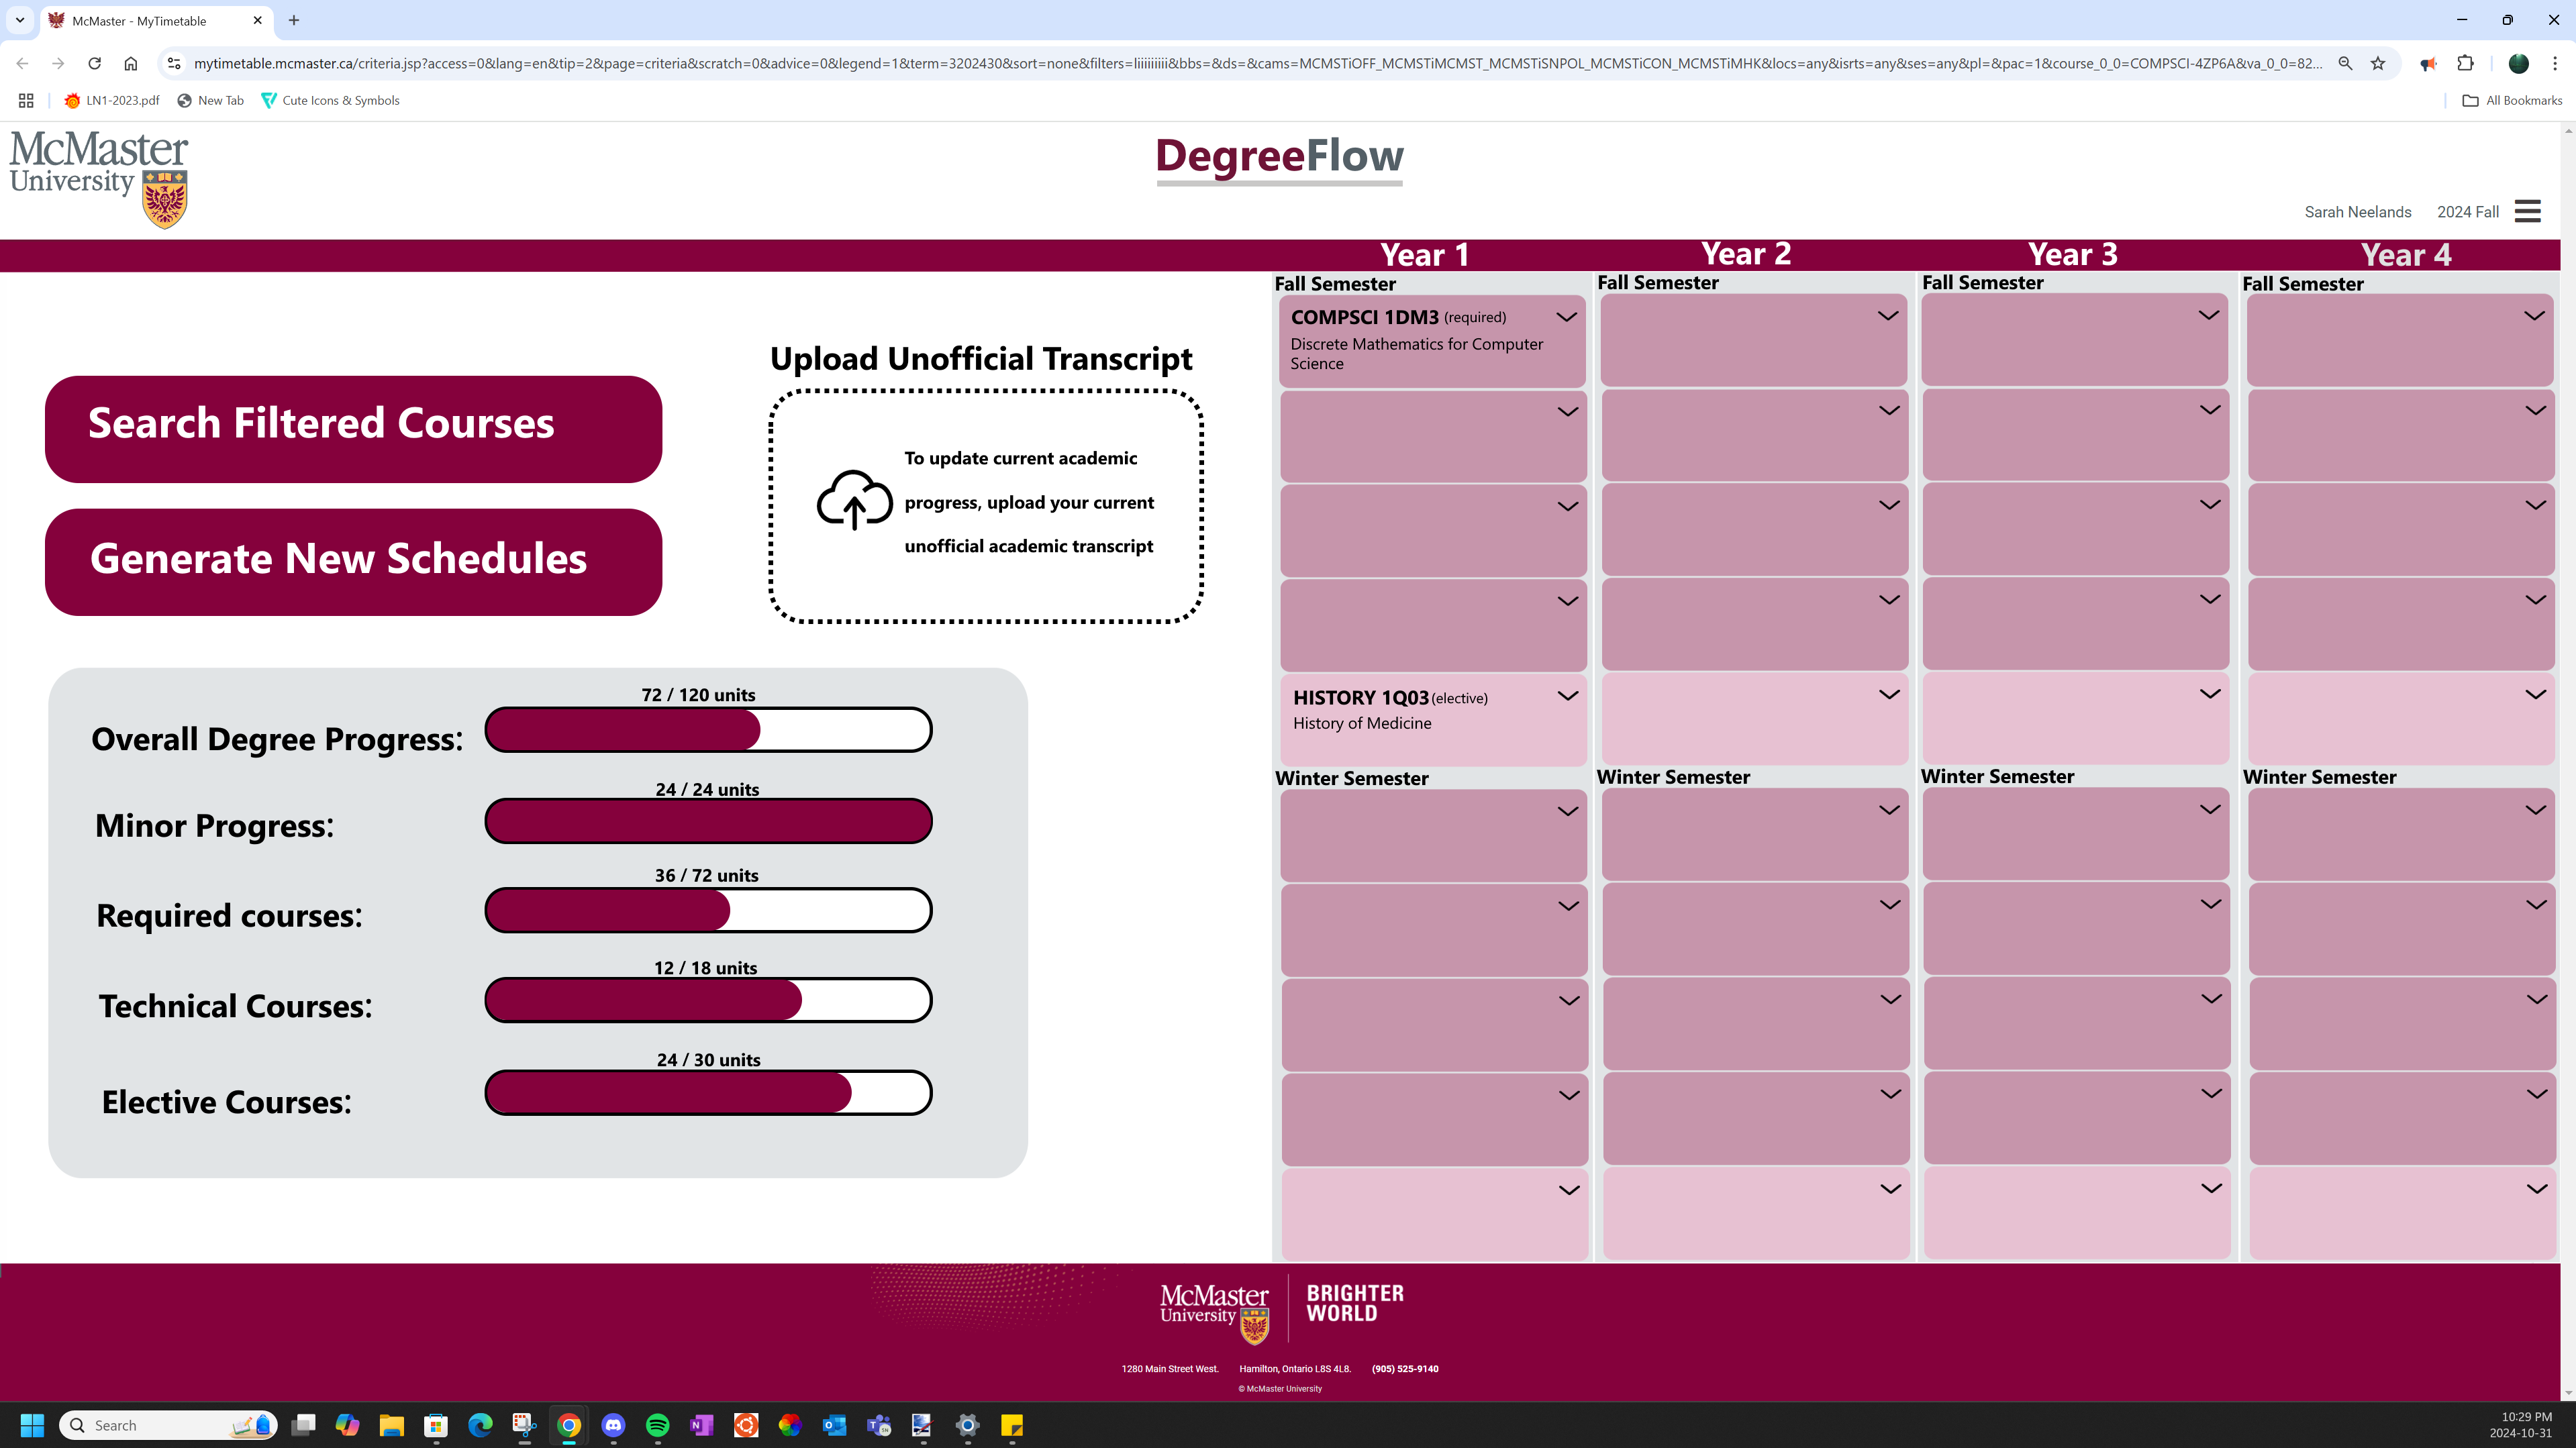 McMaster - MyTimetable
mytimetable.mcmaster.ca/criteria.jsp?access=0&lang=en&tip=2&page=criteria&scratch=0&advice=0&legend=1&term=3202430&sort=none&filters=liiiiiiiii&bbs=&ds=&cams=MCMSTiOFF_MCMSTiMCMST_MCMSTiSNPOL_MCMSTiCON_MCMSTiMHK&locs=any&isrts=any&ses=any&pl=&pac=1&course_0_0=COMPSCI-4ZP6A&va_0_0=82...
LN1-2023.pdf
New Tab
Cute Icons & Symbols
All Bookmarks
McMaster
University
DegreeFlow
Sarah Neelands
2024 Fall
Year 1
Year 2
Year 3
Year 4
Search Filtered Courses
Generate New Schedules
Upload Unofficial Transcript
To update current academic
progress, upload your current
unofficial academic transcript
72 / 120 units
Overall Degree Progress:
24 / 24 units
Minor Progress:
36 / 72 units
Required courses:
12 / 18 units
Technical Courses:
24 / 30 units
Elective Courses:
Fall Semester
COMPSCI 1DM3 (required)
Discrete Mathematics for Computer
Science
HISTORY 1Q03(elective)
History of Medicine
Winter Semester
Fall Semester
Winter Semester
Fall Semester
Winter Semester
Fall Semester
Winter Semester
McMaster
University
BRIGHTER
WORLD
1280 Main Street West. Hamilton, Ontario L8S 4L8. (905) 525-9140
© McMaster University
Search
10:29 PM
2024-10-31